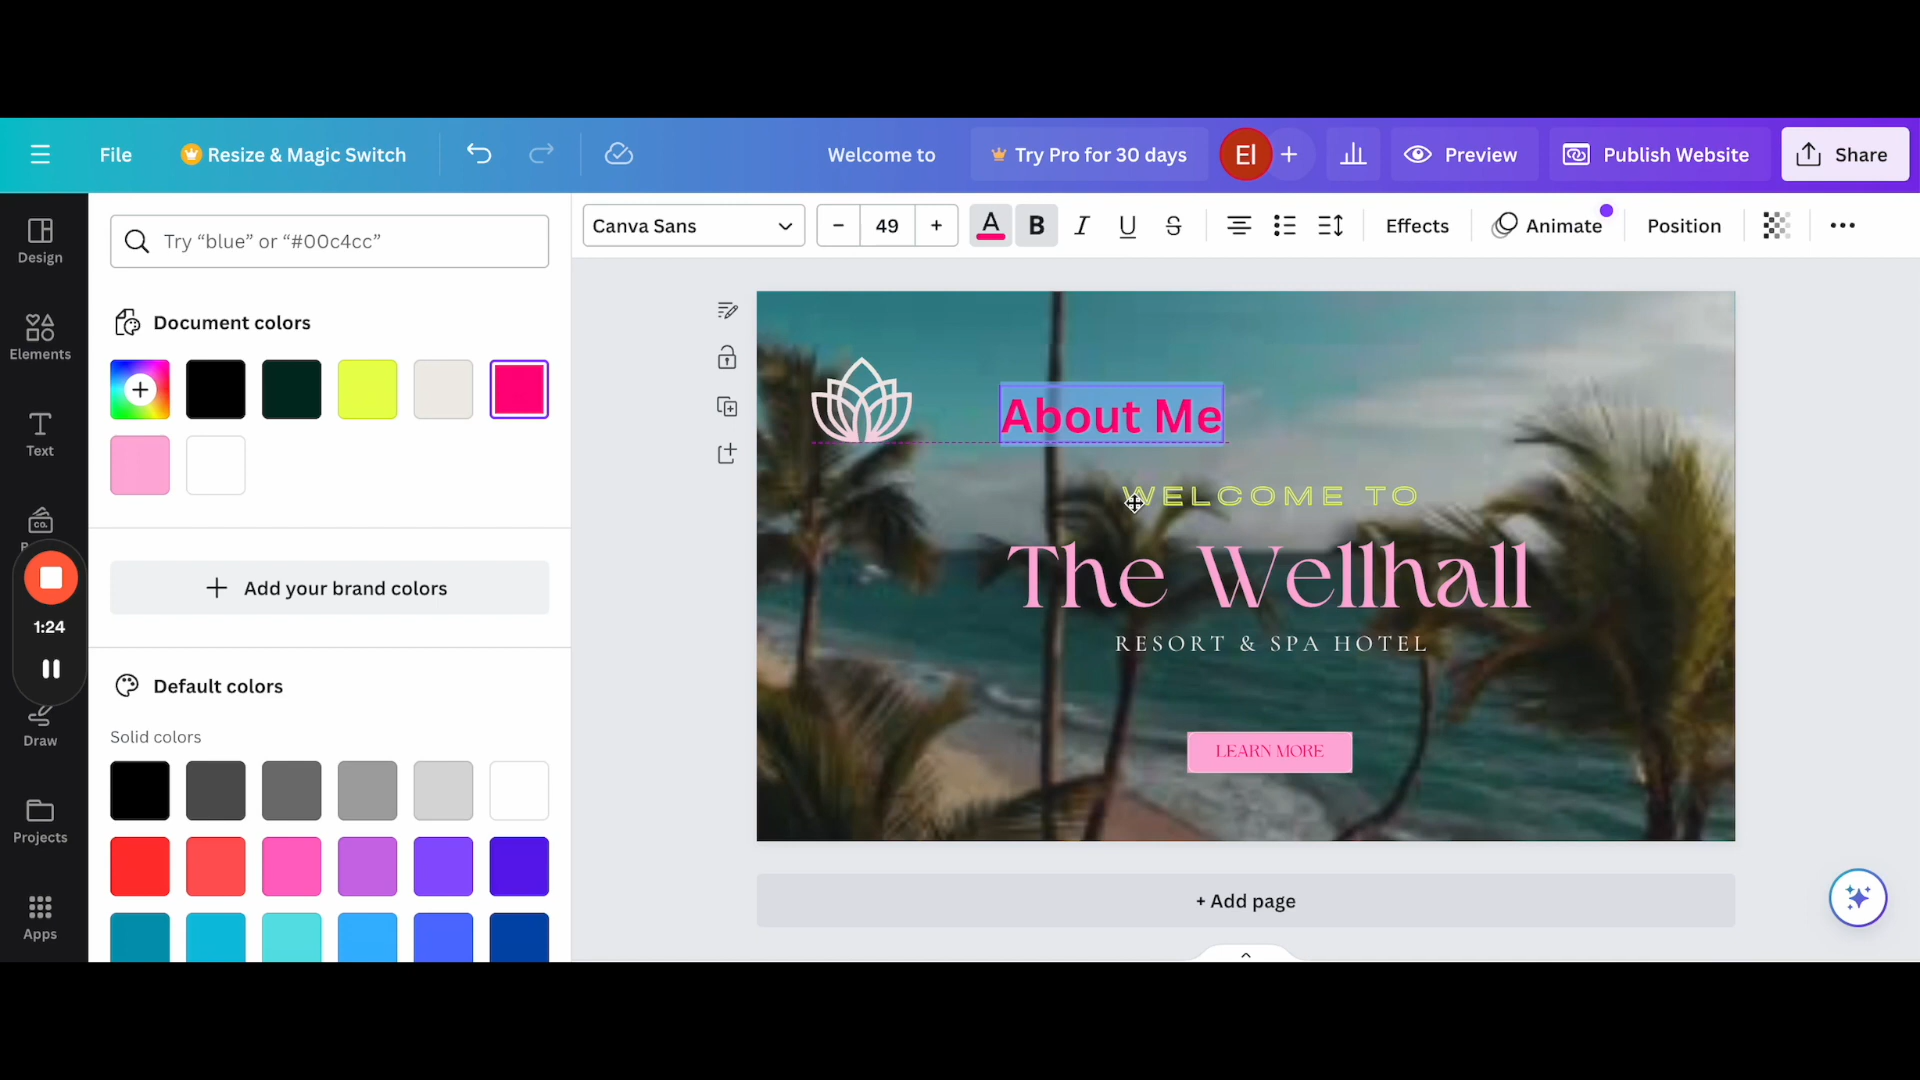 File
Resize & Magic Switch
Welcome to
Try Pro for 30 days
El
Preview
Publish Website
Share
Design
Elements
Text
CO.
1:24
Draw
Projects
Apps
Try “blue” or “#00c4cc”
Document colors
Add your brand colors
Default colors
Solid colors
Canva Sans
49
A
B
I
U
S
Effects
Animate
Position
About Me
WELCOME TO
The Wellhall
RESORT & SPA HOTEL
LEARN MORE
+ Add page